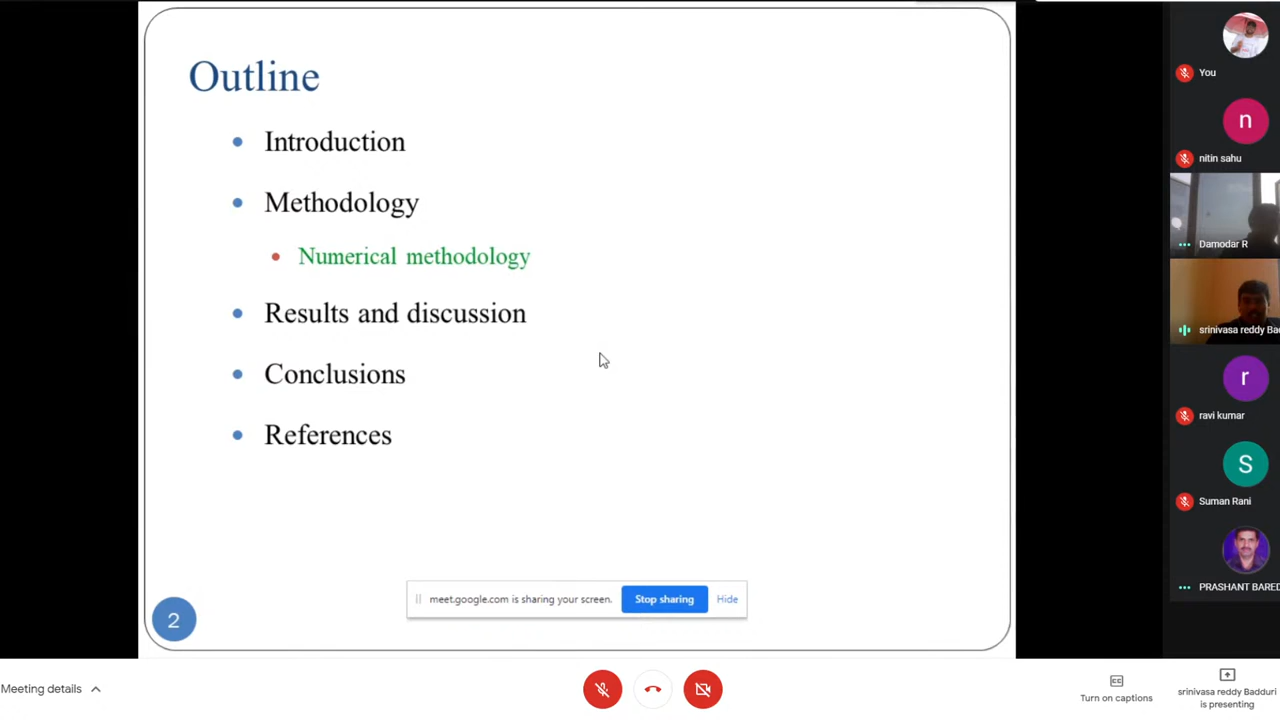 Outline
Introduction
Methodology
Numerical methodology
Results and discussion
Conclusions
References
meet.google.com is sharing your screen.
Stop sharing
Hide
2
You
n
nitin sahu
Damodar R
srinivasa reddy Ba
r
ravi kumar
S
Suman Rani
PRASHANT BARED
Meeting details
CC
Turn on captions
srinivasa reddy Badduri
is presenting